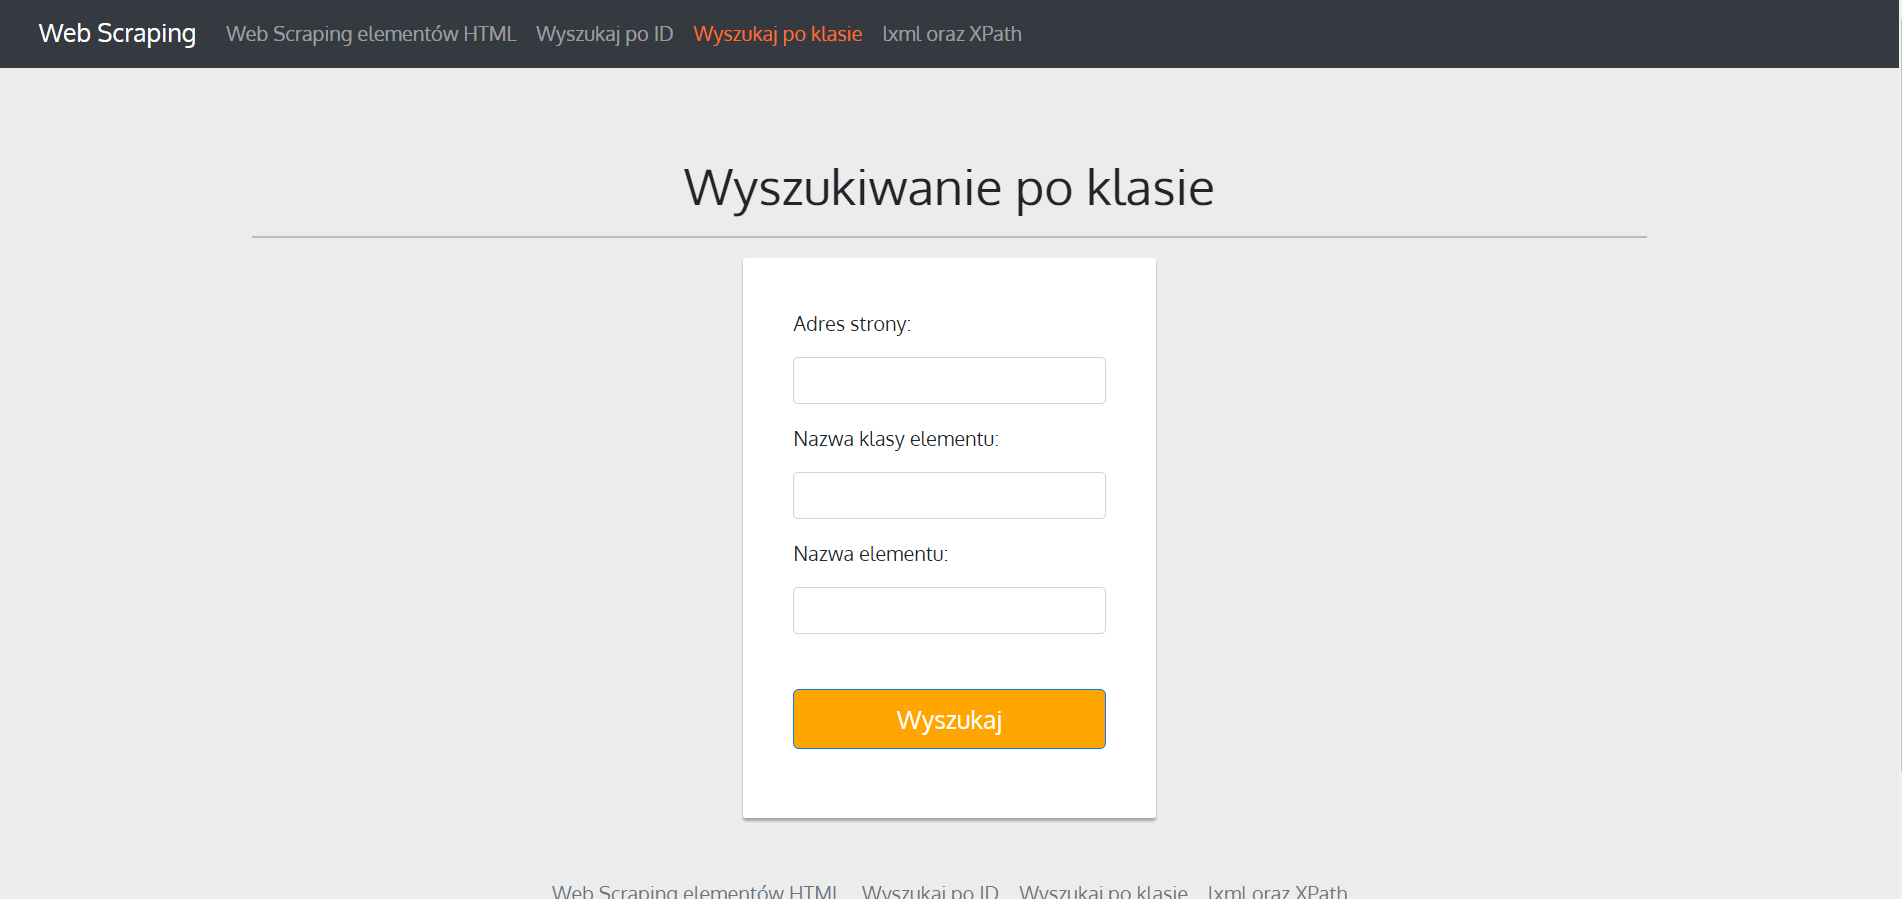 Web Scraping Web Scraping elementów HTML Wyszukaj po ID Wyszukaj po klasie lxml oraz XPath
Wyszukiwanie po klasie
Adres strony:
Nazwa klasy elementu:
Nazwa elementu:
Wyszukaj
Web Scraping elementów HTML Wyszukaj po ID Wyszukaj po klasie lxml oraz XPath